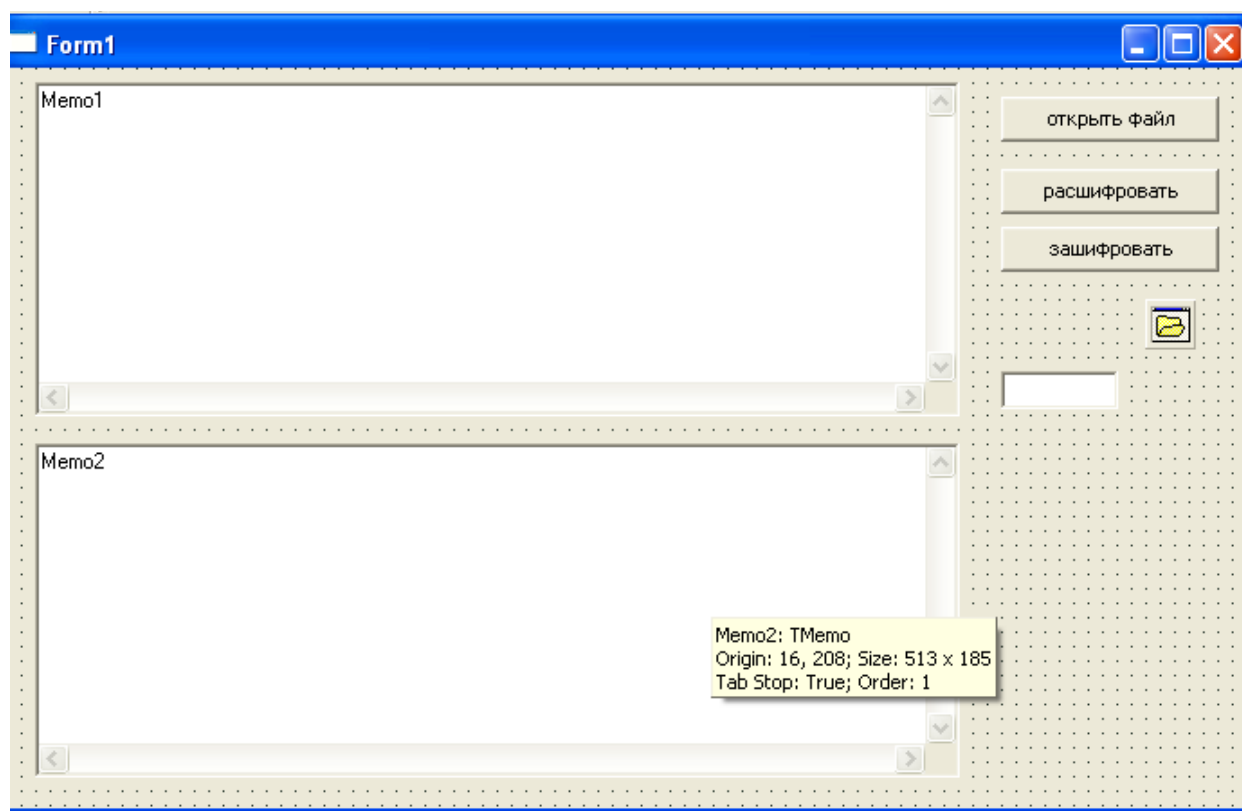 Form1
Memo1
открыть файл
расшифровать
зашифровать
Memo2
Memo2: TMemo
Origin: 16, 208; Size: 513 x 185
Tab Stop: True; Order: 1